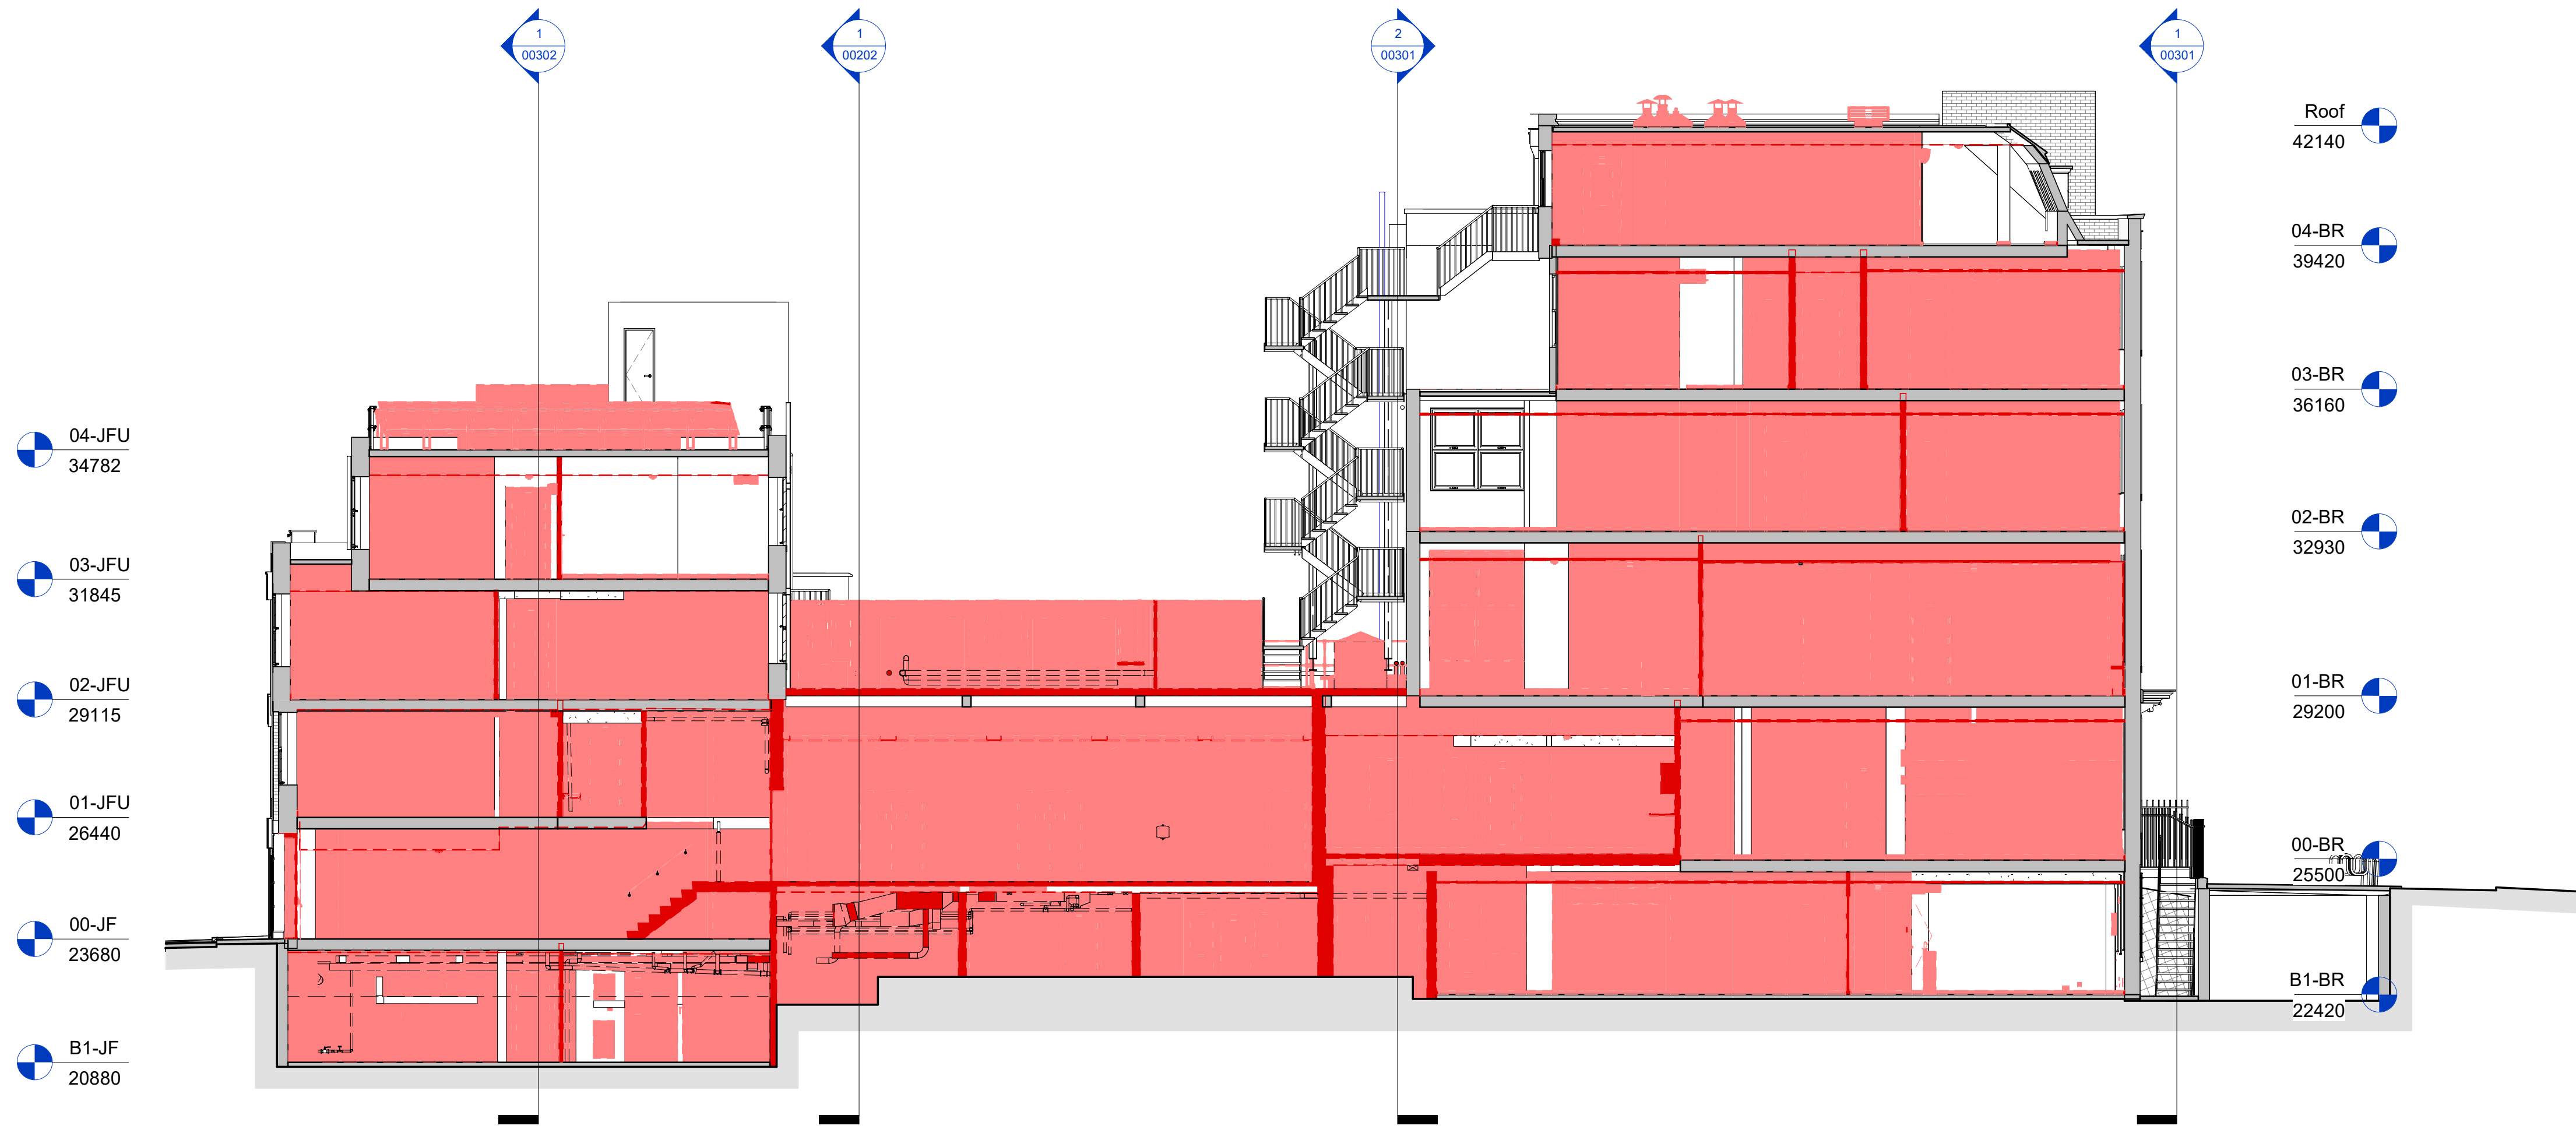 1
00302
1
00202
2
00301
1
00301
Roof
42140
04-BR
39420
03-BR
36160
04-JFU
34782
02-BR
32930
03-JFU
31845
02-JFU
29115
01-BR
29200
01-JFU
26440
00-BR
25500
00-JF
23680
B1-BR
22420
B1-JF
20880